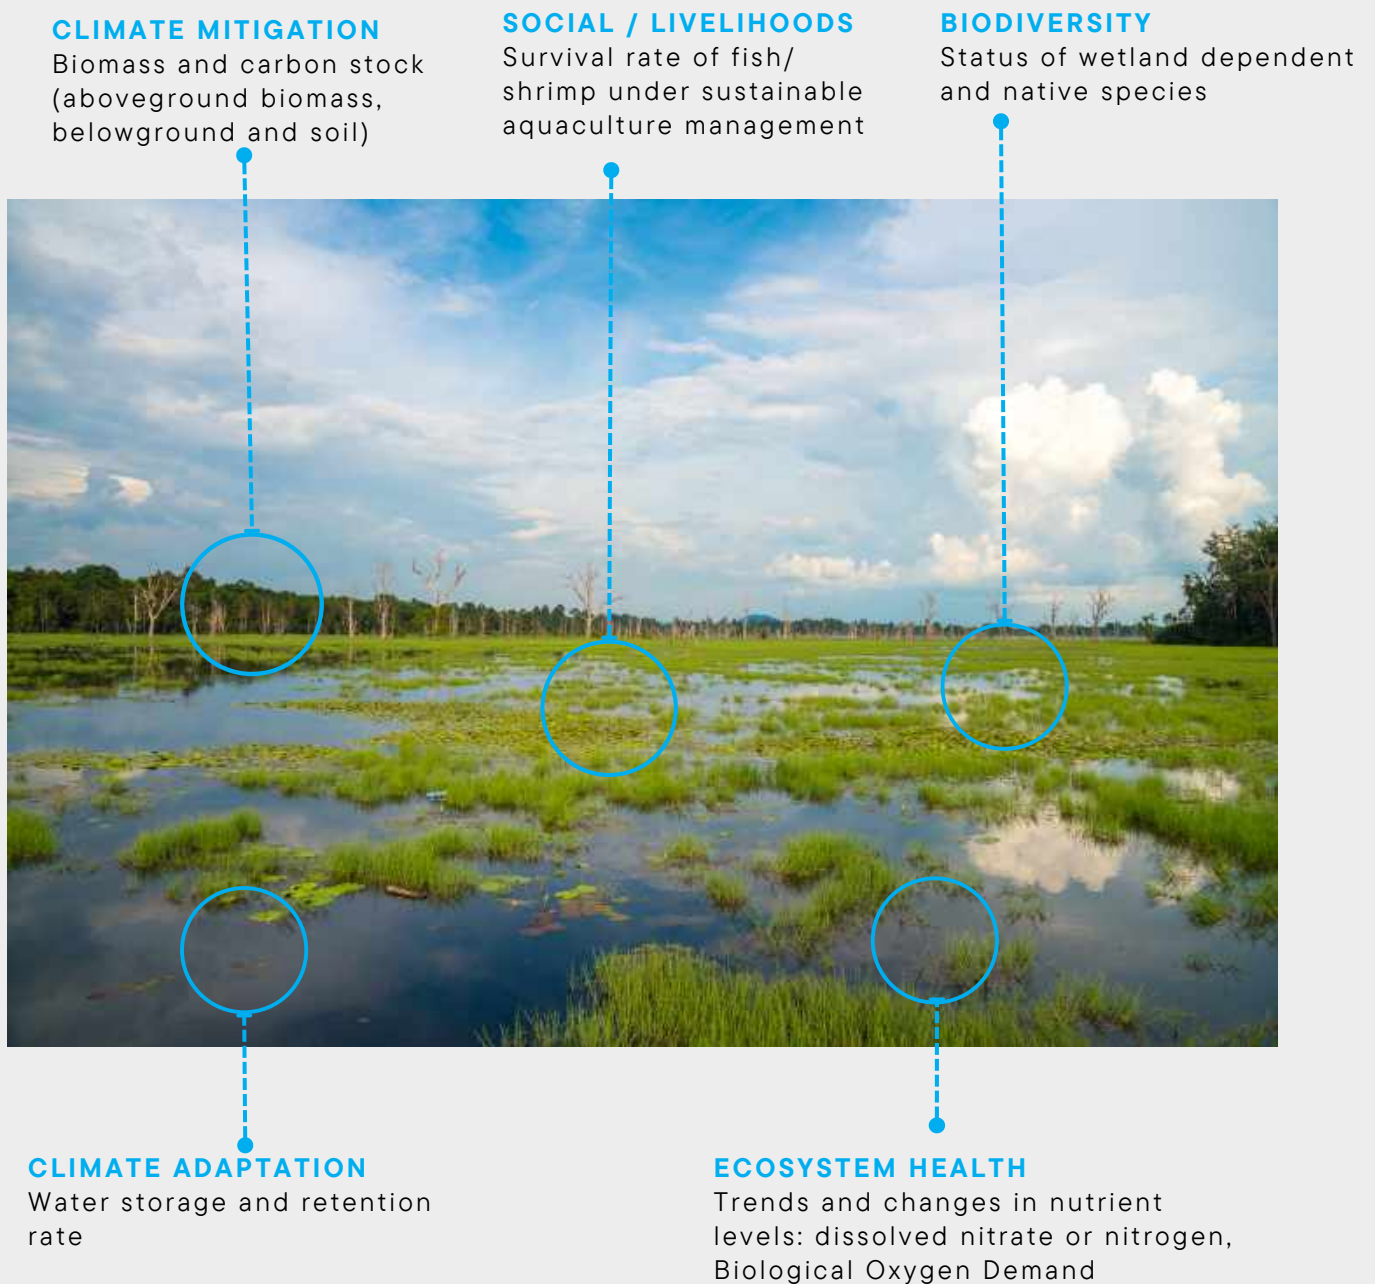 CLIMATE MITIGATION
Biomass and carbon stock
(aboveground biomass,
belowground and soil)
SOCIAL / LIVELIHOODS
Survival rate of fish/
shrimp under sustainable
aquaculture management
BIODIVERSITY
Status of wetland dependent
and native species
CLIMATE ADAPTATION
Water storage and retention
rate
ECOSYSTEM HEALTH
Trends and changes in nutrient
levels: dissolved nitrate or nitrogen,
Biological Oxygen Demand